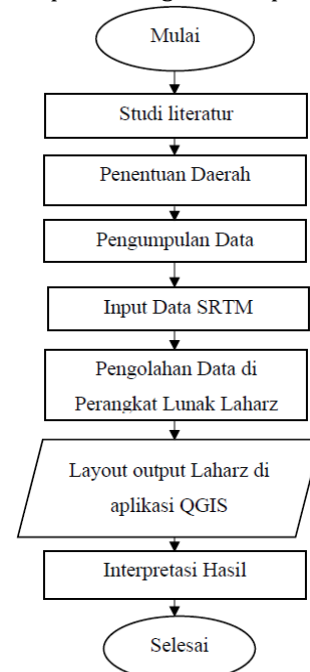 Mulai
Studi literatur
Penentuan Daerah
Pengumpulan Data
Input Data SRTM
Pengolahan Data di
Perangkat Lunak Laharz
Layout output Laharz di
aplikasi QGIS
Interpretasi Hasil
Selesai